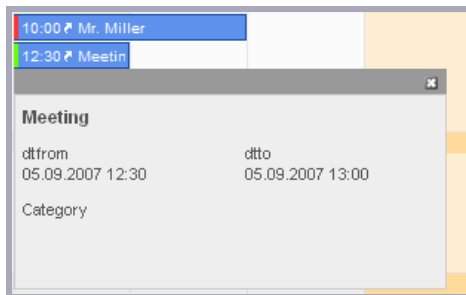 10:00 Mr. Miller
12:30 Meetin
Meeting
dtfrom dtto
05.09.2007 12:30 05.09.2007 13:00
Category